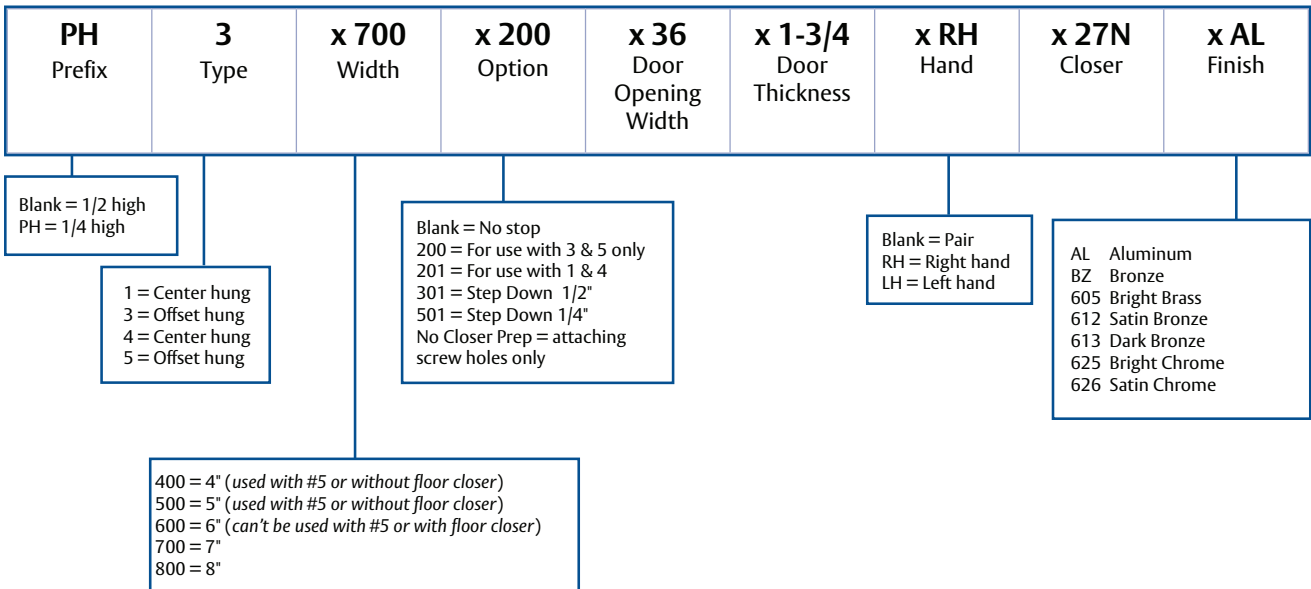 PH
Prefix
3
Type
x 700
Width
x 200
Option
x 36
Door
Opening
Width
x 1-3/4
Door
Thickness
x RH
Hand
x 27N
Closer
x AL
Finish
Blank = 1/2 high
PH = 1/4 high
1 = Center hung
3 = Offset hung
4 = Center hung
5 = Offset hung
400 = 4" (used with #5 or without floor closer)
500 = 5" (used with #5 or without floor closer)
600 = 6" (can't be used with #5 or with floor closer)
700 = 7"
800 = 8"
Blank = No stop
200 = For use with 3 & 5 only
201 = For use with 1 & 4
301 = Step Down 1/2"
501 = Step Down 1/4"
No Closer Prep = attaching
screw holes only
Blank = Pair
RH = Right hand
LH = Left hand
AL Aluminum
BZ Bronze
605 Bright Brass
612 Satin Bronze
613 Dark Bronze
625 Bright Chrome
626 Satin Chrome